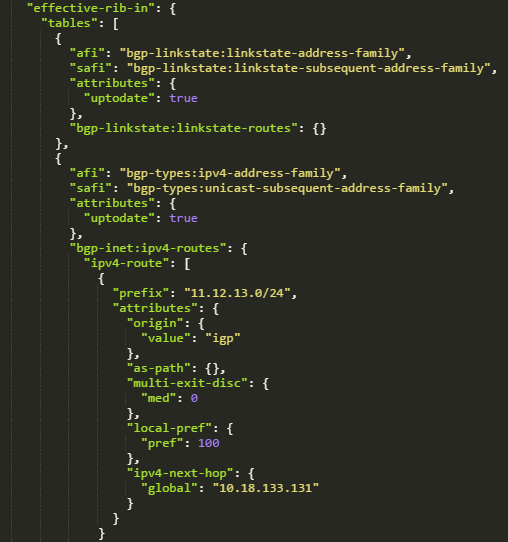 "effective-rib-in": {
"tables": [
{
"afi": "bgp-linkstate:linkstate-address-family",
"safi": "bgp-linkstate:linkstate-subsequent-address-family",
"attributes": {
"uptodate": true
},
"bgp-linkstate:linkstate-routes": {}
},
{
"afi": "bgp-types:ipv4-address-family",
"safi": "bgp-types:unicast-subsequent-address-family",
"attributes": {
"uptodate": true
},
"bgp-inet:ipv4-routes": {
"ipv4-route": [
{
"prefix": "11.12.13.0/24",
"attributes": {
"origin": {
"value": "igp"
},
"as-path": {},
"multi-exit-disc": {
"med": 0
},
"local-pref": {
"pref": 100
},
"ipv4-next-hop": {
"global": "10.18.133.131"
}
}
}